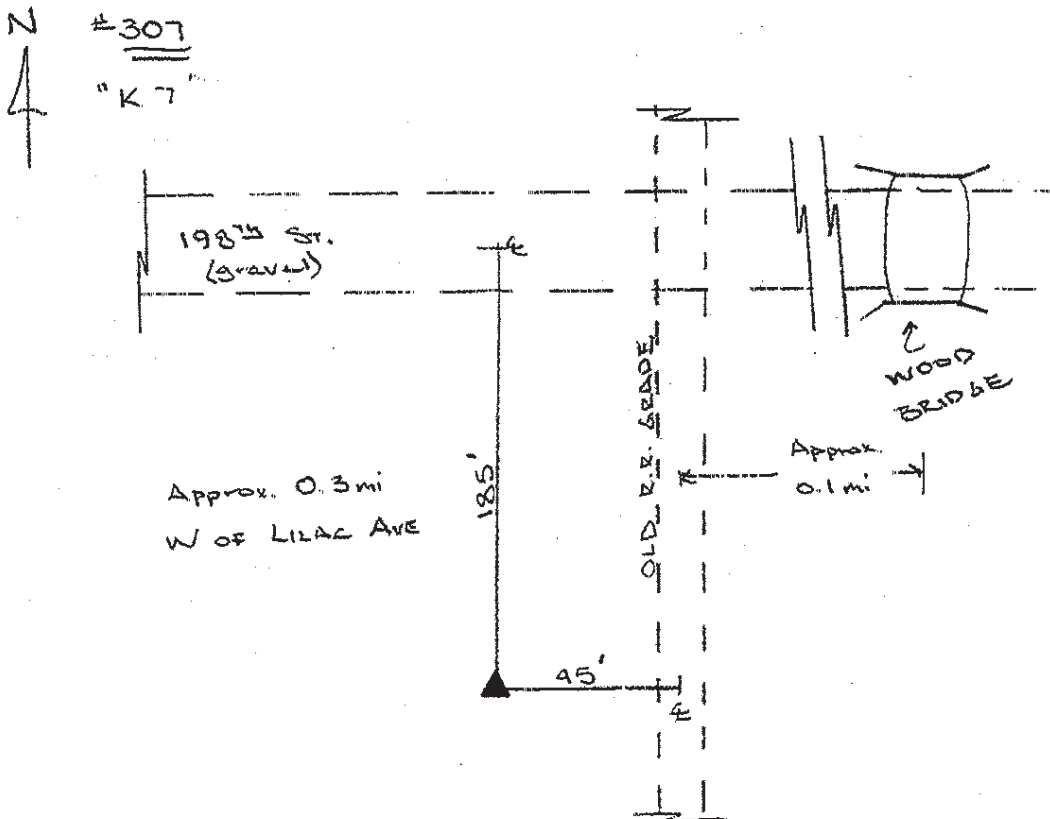 N
#307
"K 7"
198TH ST.
(gravel)
℄
WOOD
BRIDGE
OLD R.R. GRADE
185'
Approx.
0.1 mi
Approx. 0.3 mi
W OF LILAC AVE
45'
℄